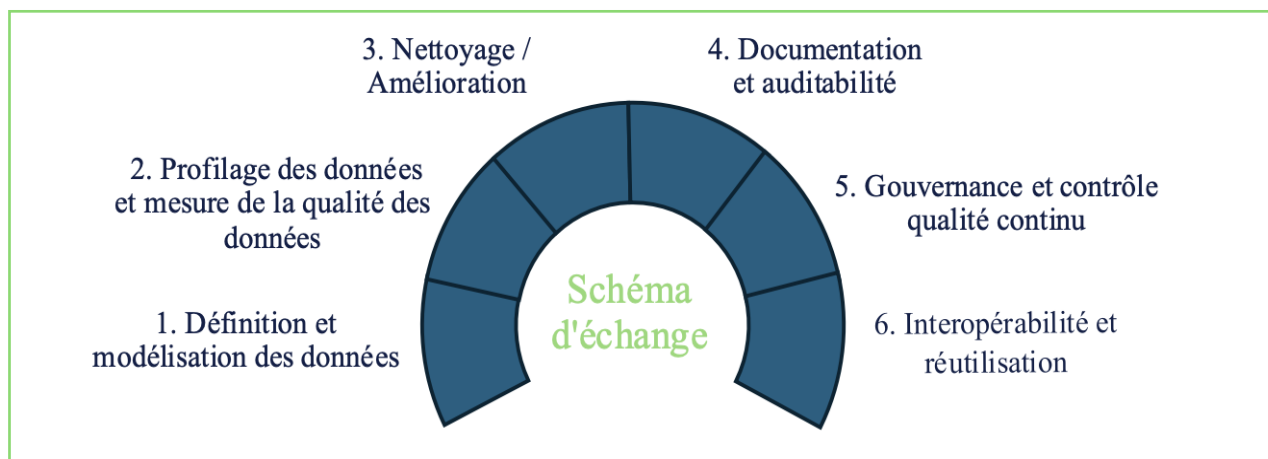 3. Nettoyage /
Amélioration
4. Documentation
et auditabilité
2. Profilage des données
et mesure de la qualité des
données
5. Gouvernance et contrôle
qualité continu
Schéma
d'échange
1. Définition et
modélisation des données
6. Interopérabilité et
réutilisation